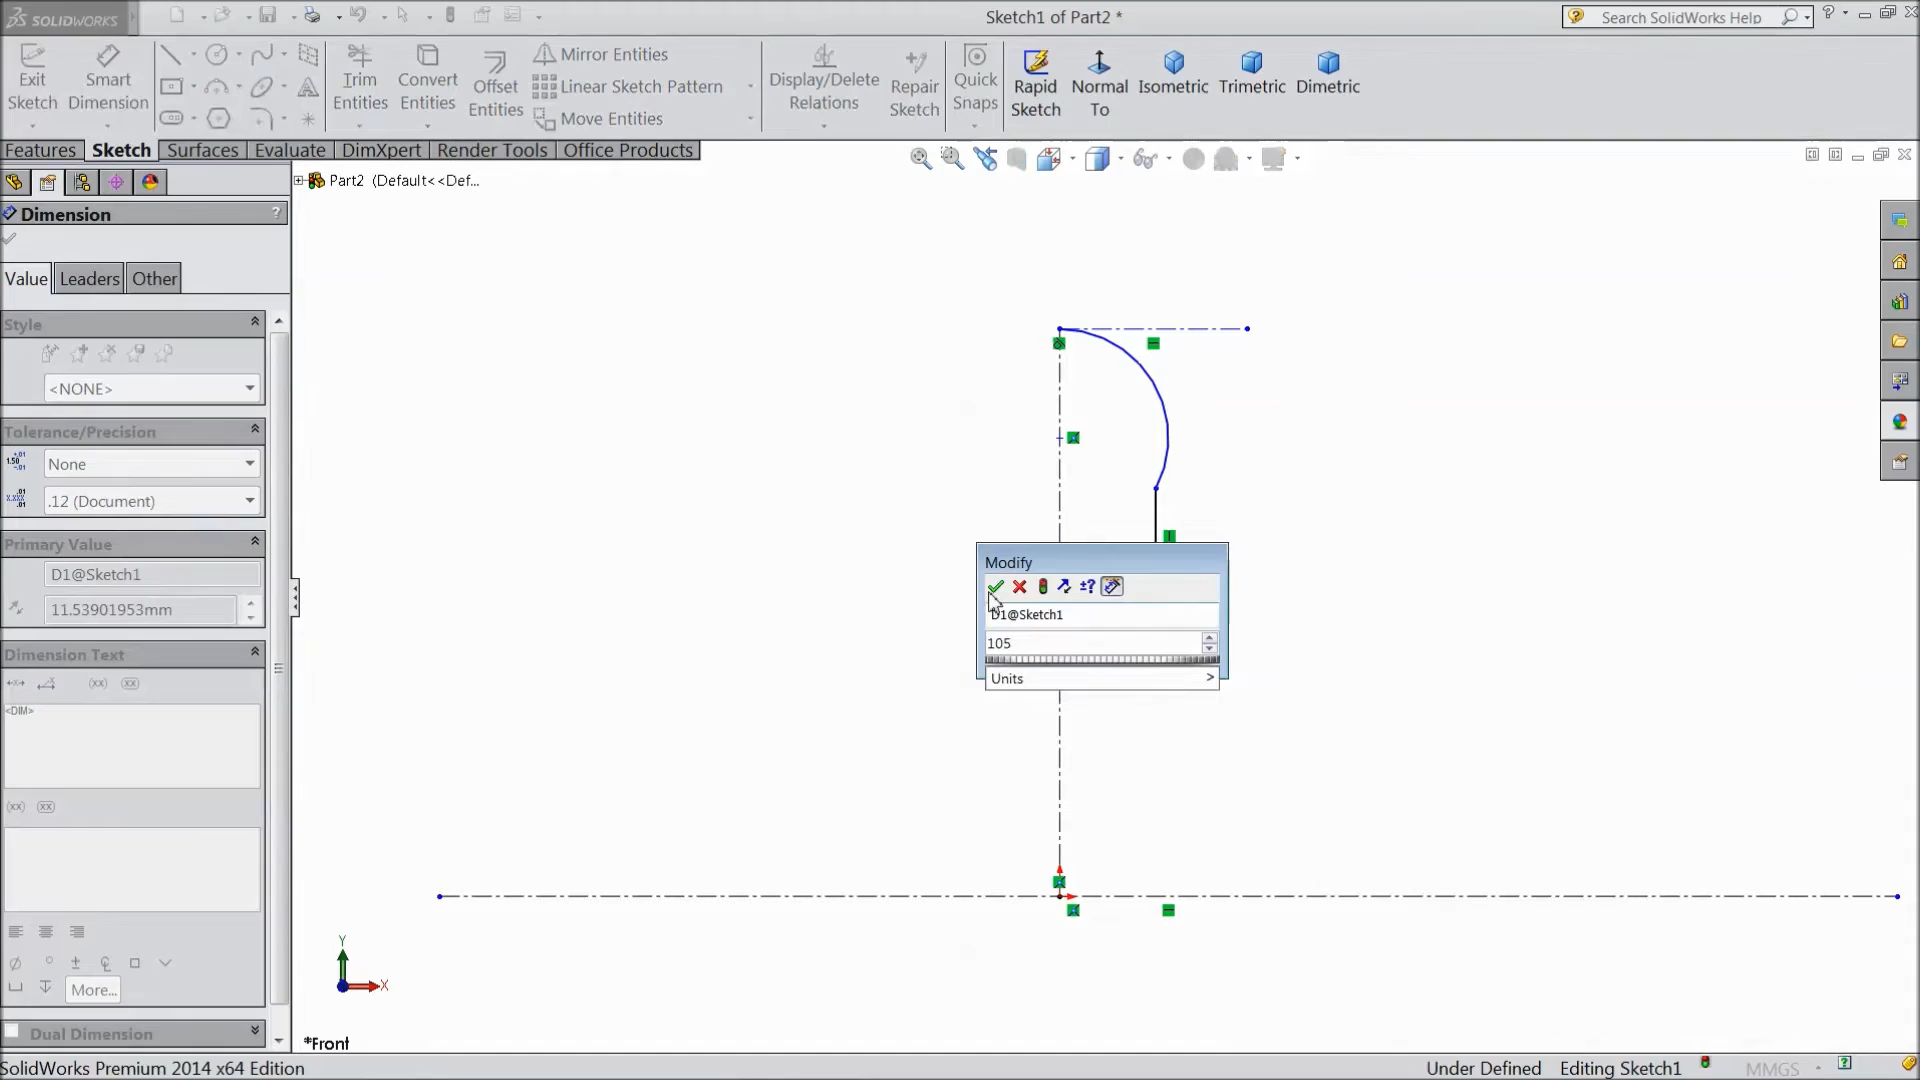 SOLIDWORKS
Sketch1 of Part2 *
Search SolidWorks Help
Exit Sketch
Smart Dimension
Trim Entities
Convert Entities
Offset Entities
Mirror Entities
Linear Sketch Pattern
Move Entities
Display/Delete Relations
Repair Sketch
Quick Snaps
Rapid Sketch
Normal To
Isometric
Trimetric
Dimetric
Features
Sketch
Surfaces
Evaluate
DimXpert
Render Tools
Office Products
Part2 (Default<<Def...
Dimension
?
Value
Leaders
Other
Style
<NONE>
Tolerance/Precision
None
.12 (Document)
Primary Value
D1@Sketch1
11.53901953mm
Dimension Text
(xx) (xx)
<DIM>
(xx) (xx)
More...
Dual Dimension
Modify
±?
D1@Sketch1
105
Units >
Y
X
*Front
SolidWorks Premium 2014 x64 Edition
Under Defined
Editing Sketch1
MMGS